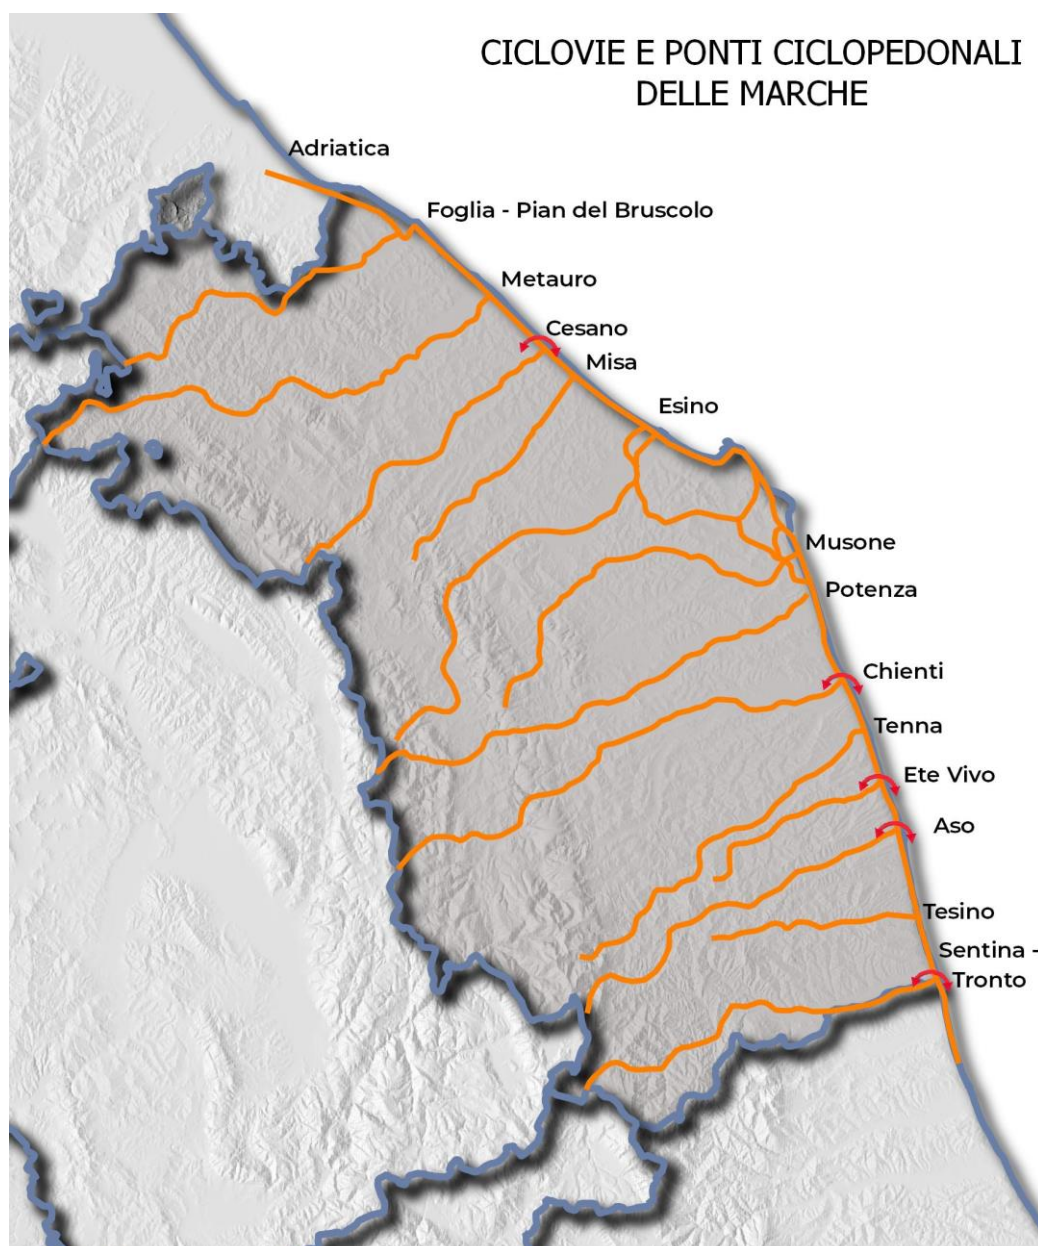 CICLOVIE E PONTI CICLOPEDONALI
DELLE MARCHE
Adriatica
Foglia - Pian del Bruscolo
Metauro
Cesano
Misa
Esino
Musone
Potenza
Chienti
Tenna
Ete Vivo
Aso
Tesino
Sentina -
Tronto